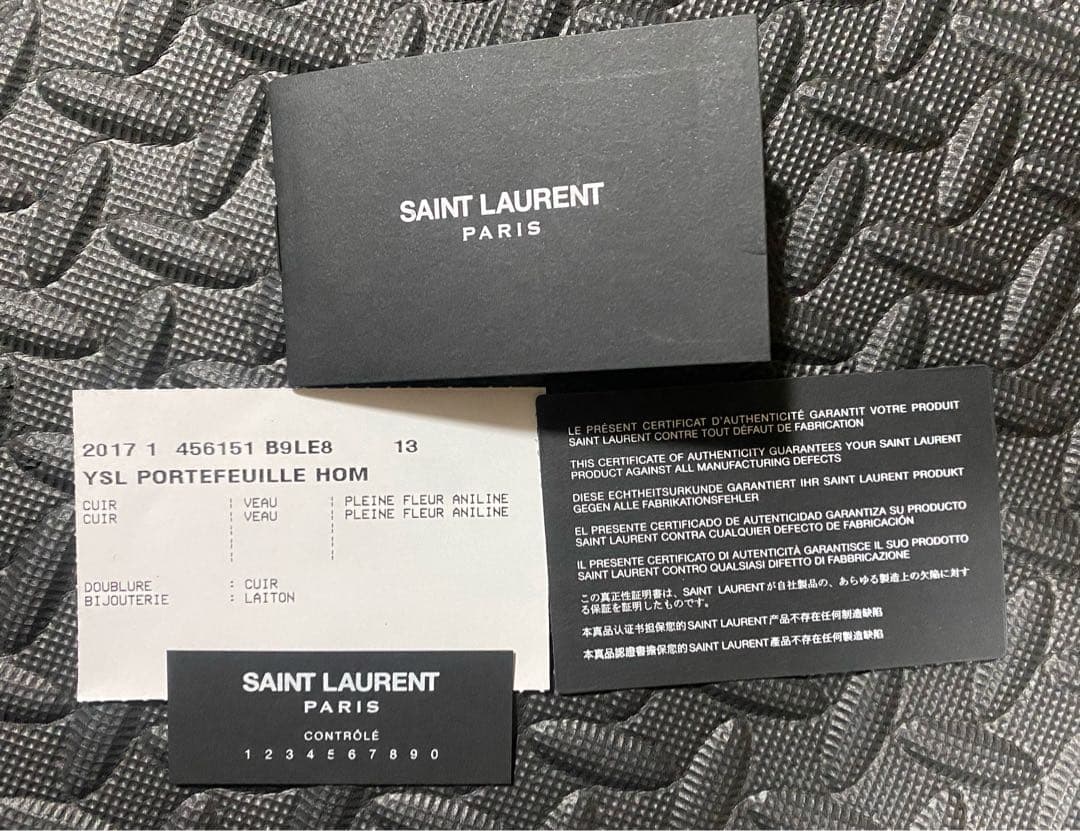 SAINT LAURENT
PARIS
2017 1 456151 B9LE8 13
YSL PORTEFEUILLE HOM
CUIR ¦ VEAU ¦ PLEINE FLEUR ANILINE
CUIR ¦ VEAU ¦ PLEINE FLEUR ANILINE
DOUBLURE : CUIR
BIJOUTERIE : LAITON
SAINT LAURENT
PARIS
CONTRÔLÉ
1 2 3 4 5 6 7 8 9 0
LE PRÉSENT CERTIFICAT D'AUTHENTICITÉ GARANTIT VOTRE PRODUIT
SAINT LAURENT CONTRE TOUT DÉFAUT DE FABRICATION
THIS CERTIFICATE OF AUTHENTICITY GUARANTEES YOUR SAINT LAURENT
PRODUCT AGAINST ALL MANUFACTURING DEFECTS
DIESE ECHTHEITSURKUNDE GARANTIERT IHR SAINT LAURENT PRODUKT
GEGEN ALLE FABRIKATIONSFEHLER
EL PRESENTE CERTIFICADO DE AUTENTICIDAD GARANTIZA SU PRODUCTO
SAINT LAURENT CONTRA CUALQUIER DEFECTO DE FABRICACIÓN
IL PRESENTE CERTIFICATO DI AUTENTICITÀ GARANTISCE IL SUO PRODOTTO
SAINT LAURENT CONTRO QUALSIASI DIFETTO DI FABBRICAZIONE
この真正性証明書は、SAINT LAURENTが自社製品の、あらゆる製造上の欠陥に対す
る保証を証明したものです。
本真品认证书担保您的SAINT LAURENT产品不存在任何制造缺陷
本真品認證書擔保您的SAINT LAURENT產品不存在任何製造缺陷